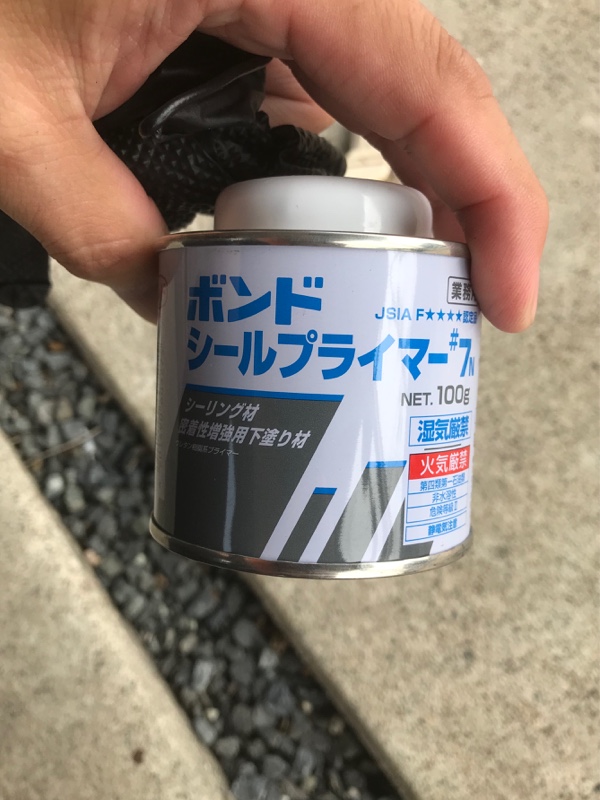 ボンド
業務
JSIA F★★★★認定
シールプライマー#7N
NET. 100g
シーリング材
密着性増強用下塗り材
湿気厳禁
火気厳禁
第四類第一石油類
非水溶性
危険等級Ⅱ
静電気注意